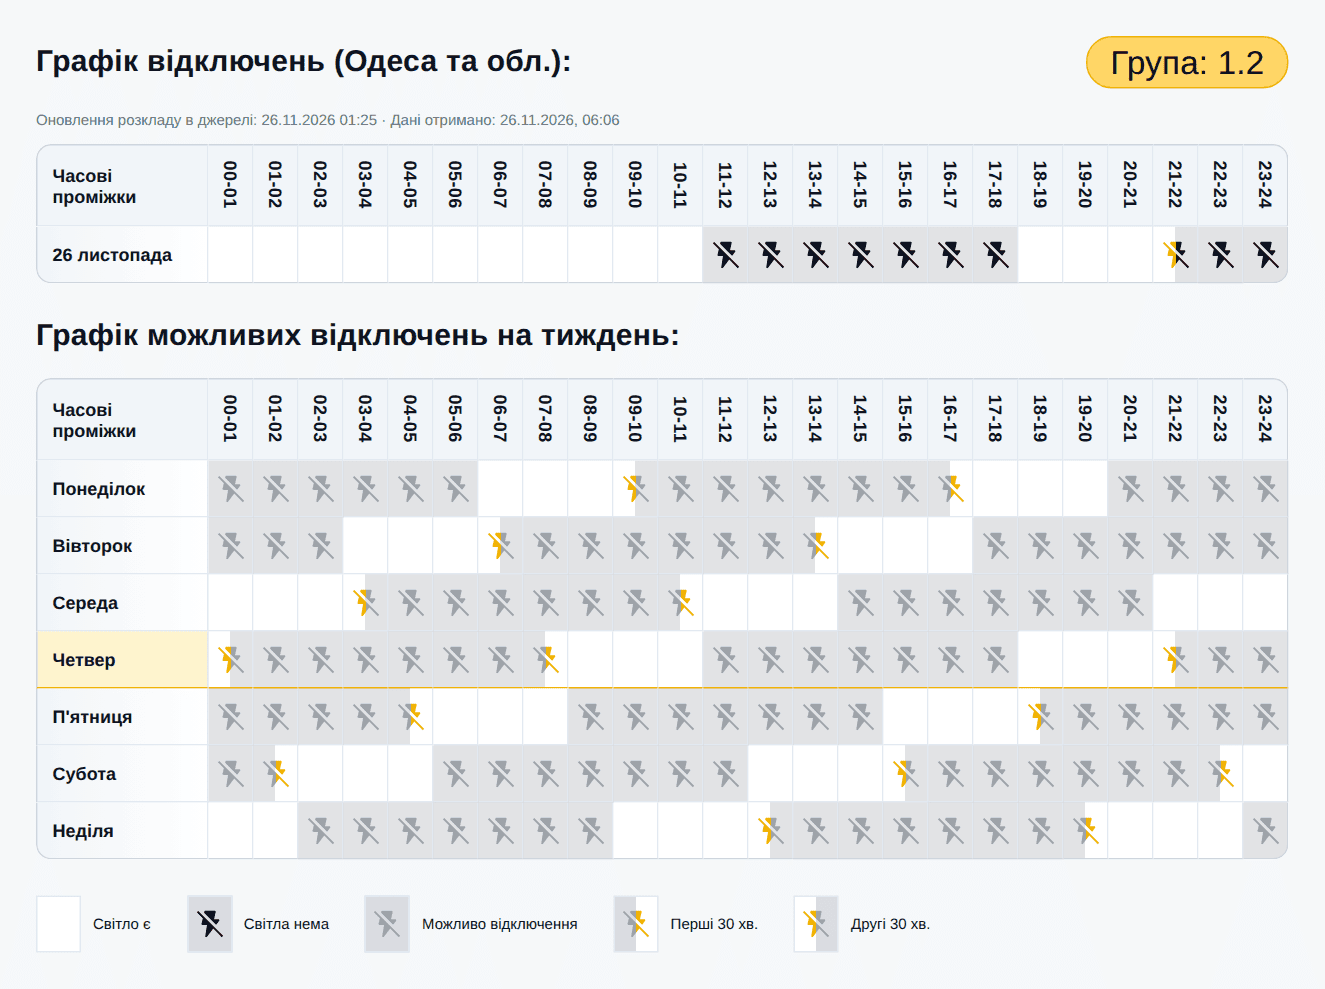 Графік відключень (Одеса та обл.):
Група: 1.2
Оновлення розкладу в джерелі: 26.11.2026 01:25 · Дані отримано: 26.11.2026, 06:06
Часові
проміжки
00-01 01-02 02-03 03-04 04-05 05-06 06-07 07-08 08-09 09-10 10-11 11-12 12-13 13-14 14-15 15-16 16-17 17-18 18-19 19-20 20-21 21-22 22-23 23-24
26 листопада
Графік можливих відключень на тиждень:
Часові
проміжки
00-01 01-02 02-03 03-04 04-05 05-06 06-07 07-08 08-09 09-10 10-11 11-12 12-13 13-14 14-15 15-16 16-17 17-18 18-19 19-20 20-21 21-22 22-23 23-24
Понеділок
Вівторок
Середа
Четвер
П'ятниця
Субота
Неділя
Світло є
Світла нема
Можливо відключення
Перші 30 хв.
Другі 30 хв.